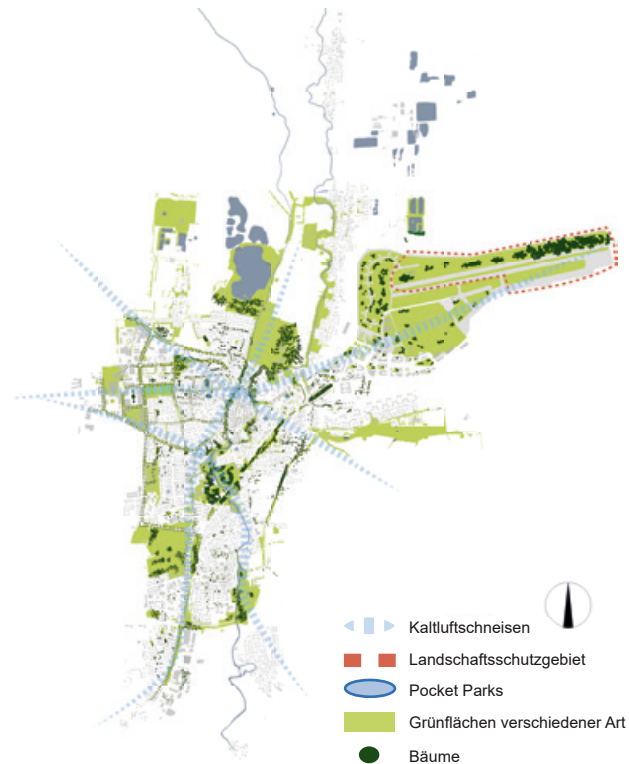 Kaltluftschneisen
Landschaftsschutzgebiet
Pocket Parks
Grünflächen verschiedener Art
Bäume